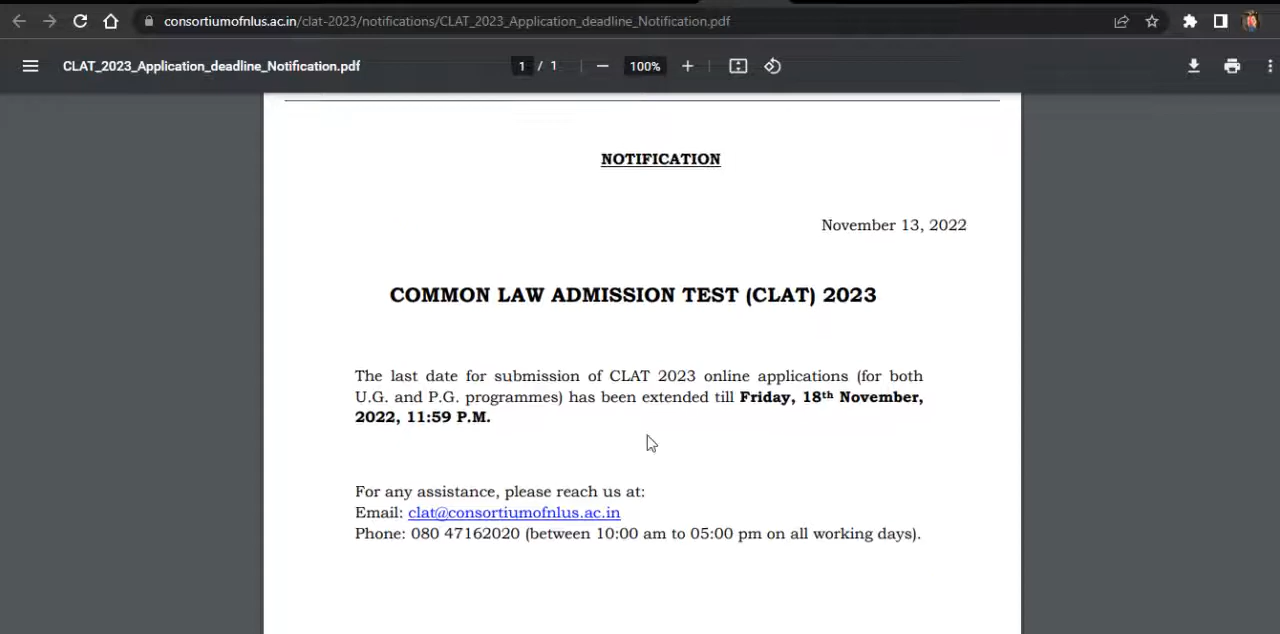 consortiumofnlus.ac.in/clat-2023/notifications/CLAT_2023_Application_deadline_Notification.pdf
CLAT_2023_Application_deadline_Notification.pdf 1 / 1 100%
NOTIFICATION
November 13, 2022
COMMON LAW ADMISSION TEST (CLAT) 2023
The last date for submission of CLAT 2023 online applications (for both
U.G. and P.G. programmes) has been extended till Friday, 18th November,
2022, 11:59 P.M.
For any assistance, please reach us at:
Email: clat@consortiumofnlus.ac.in
Phone: 080 47162020 (between 10:00 am to 05:00 pm on all working days).